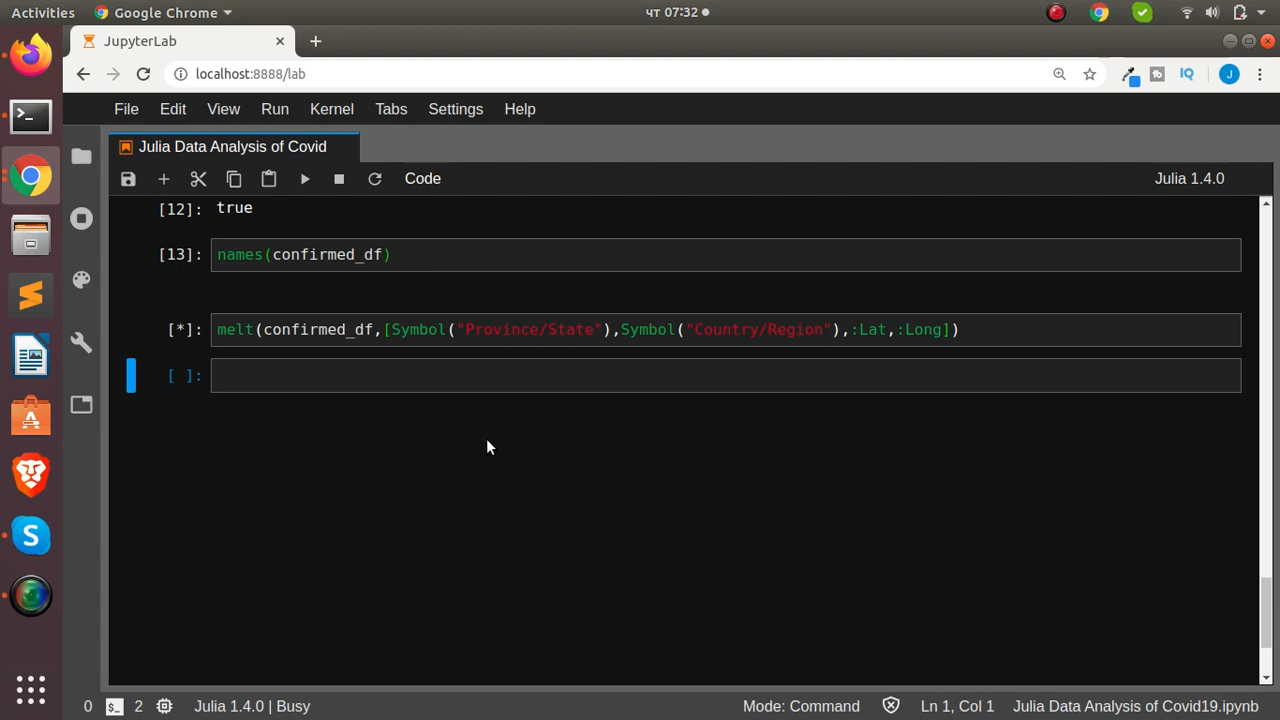 Activities Google Chrome чт 07:32
JupyterLab
localhost:8888/lab
IQ J
File Edit View Run Kernel Tabs Settings Help
Julia Data Analysis of Covid
Code Julia 1.4.0
[12]: true
[13]: names(confirmed_df)
[*]: melt(confirmed_df,[Symbol("Province/State"),Symbol("Country/Region"),:Lat,:Long])
[ ]:
0 $_ 2 Julia 1.4.0 | Busy Mode: Command Ln 1, Col 1 Julia Data Analysis of Covid19.ipynb